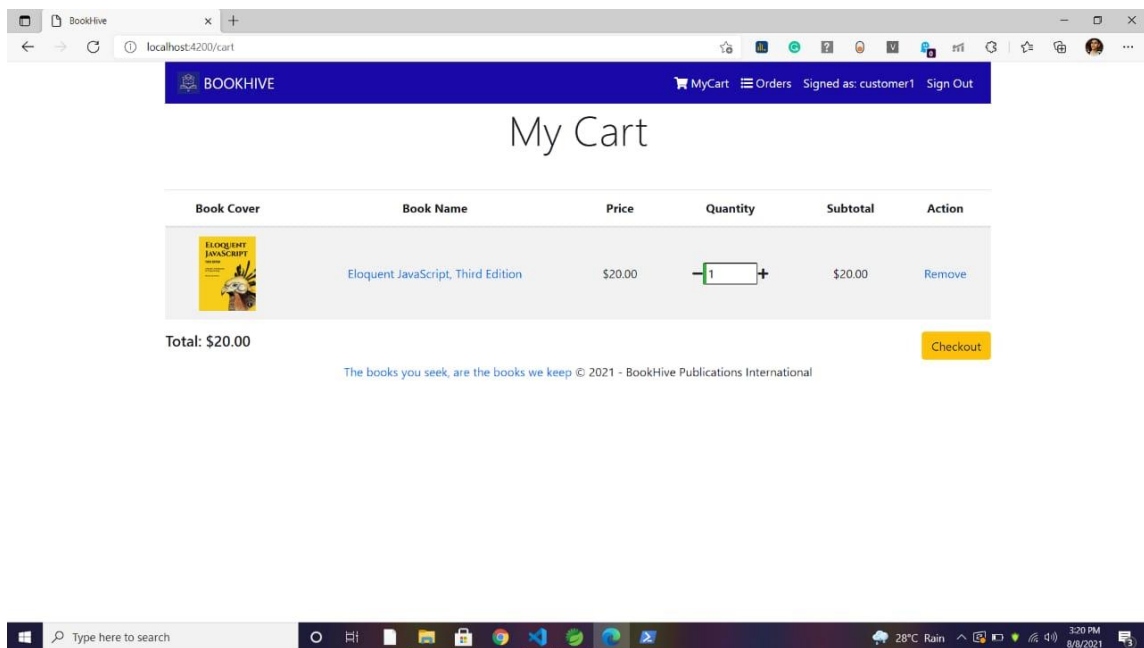 BookHive
localhost:4200/cart
BOOKHIVE
MyCart Orders Signed as: customer1 Sign Out
My Cart
Book Cover Book Name Price Quantity Subtotal Action
ELOQUENT
JAVASCRIPT
Eloquent JavaScript, Third Edition $20.00 1 $20.00 Remove
Total: $20.00
Checkout
The books you seek, are the books we keep © 2021 - BookHive Publications International
Type here to search
28°C Rain
3:20 PM
8/8/2021